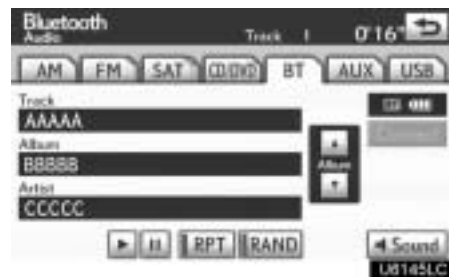 Bluetooth
Audio
Track 1 0'16"
AM FM SAT CD/DVD BT AUX USB
Track
AAAAA
Album
BBBBB
Album
Artist
CCCCC
RPT RAND
Sound
U8145LC